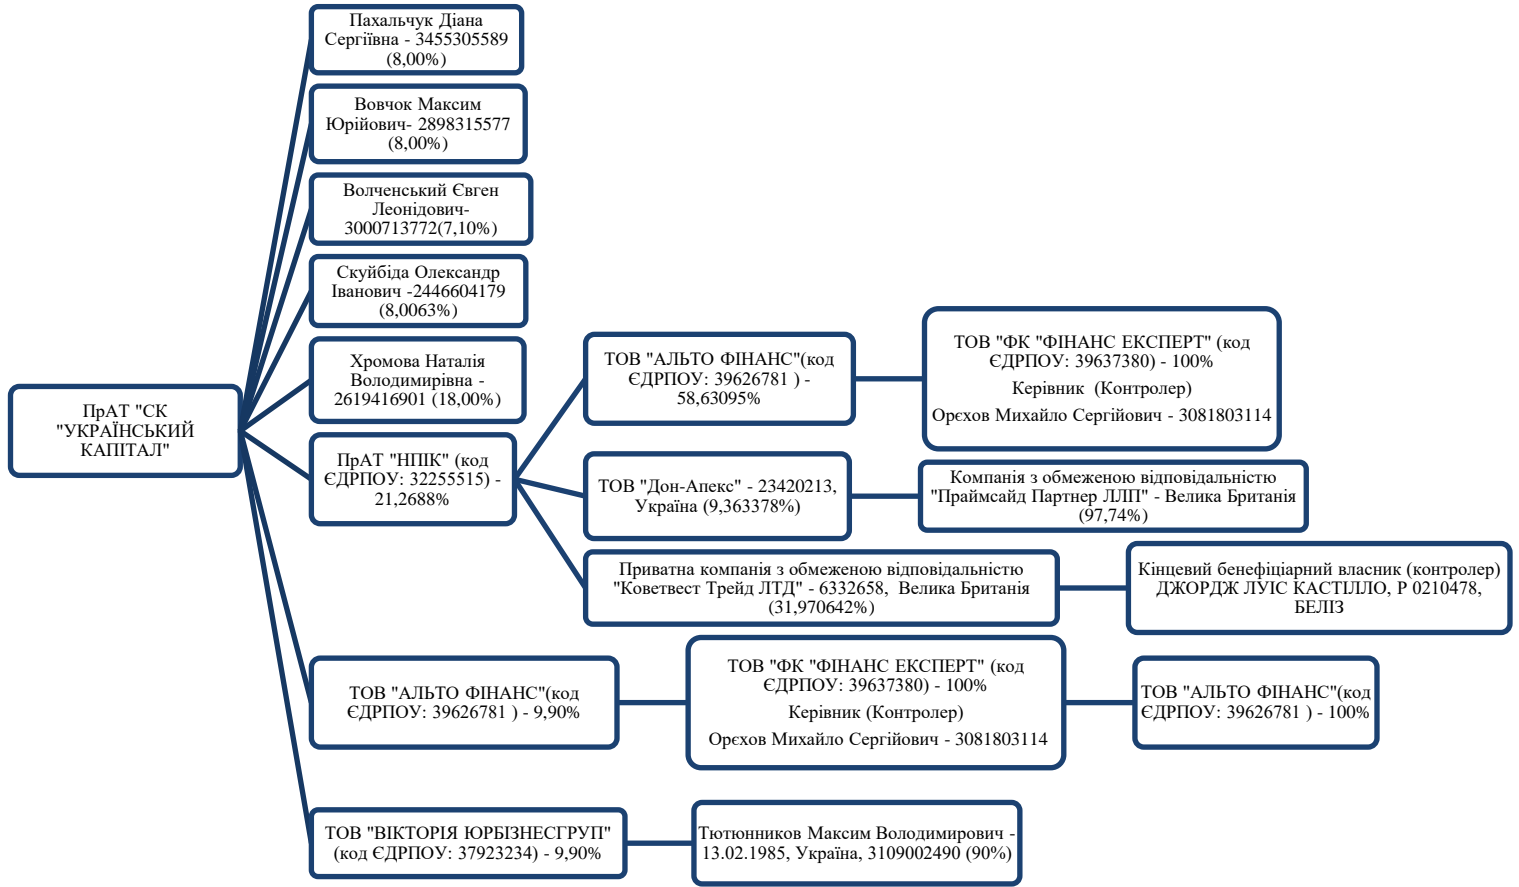 Пахальчук Діана
Сергіївна - 3455305589
(8,00%)
Вовчок Максим
Юрійович- 2898315577
(8,00%)
Волченський Євген
Леонідович-
3000713772(7,10%)
Скуйбіда Олександр
Іванович -2446604179
(8,0063%)
Хромова Наталія
Володимирівна -
2619416901 (18,00%)
ПрАТ "СК
"УКРАЇНСЬКИЙ
КАПІТАЛ"
ПрАТ "НПІК" (код
ЄДРПОУ: 32255515) -
21,2688%
ТОВ "АЛЬТО ФІНАНС"(код
ЄДРПОУ: 39626781 ) -
58,63095%
ТОВ "ФК "ФІНАНС ЕКСПЕРТ" (код
ЄДРПОУ: 39637380) - 100%
Керівник (Контролер)
Орєхов Михайло Сергійович - 3081803114
ТОВ "Дон-Апекс" - 23420213,
Україна (9,363378%)
Компанія з обмеженою відповідальністю
"Праймсайд Партнер ЛЛП" - Велика Британія
(97,74%)
Приватна компанія з обмеженою відповідальністю
"Коветвест Трейд ЛТД" - 6332658, Велика Британія
(31,970642%)
Кінцевий бенефіціарний власник (контролер)
ДЖОРДЖ ЛУІС КАСТІЛЛО, Р 0210478,
БЕЛІЗ
ТОВ "АЛЬТО ФІНАНС"(код
ЄДРПОУ: 39626781 ) - 9,90%
ТОВ "ФК "ФІНАНС ЕКСПЕРТ" (код
ЄДРПОУ: 39637380) - 100%
Керівник (Контролер)
Орєхов Михайло Сергійович - 3081803114
ТОВ "АЛЬТО ФІНАНС"(код
ЄДРПОУ: 39626781 ) - 100%
ТОВ "ВІКТОРІЯ ЮРБІЗНЕСГРУП"
(код ЄДРПОУ: 37923234) - 9,90%
Тютюнников Максим Володимирович -
13.02.1985, Україна, 3109002490 (90%)